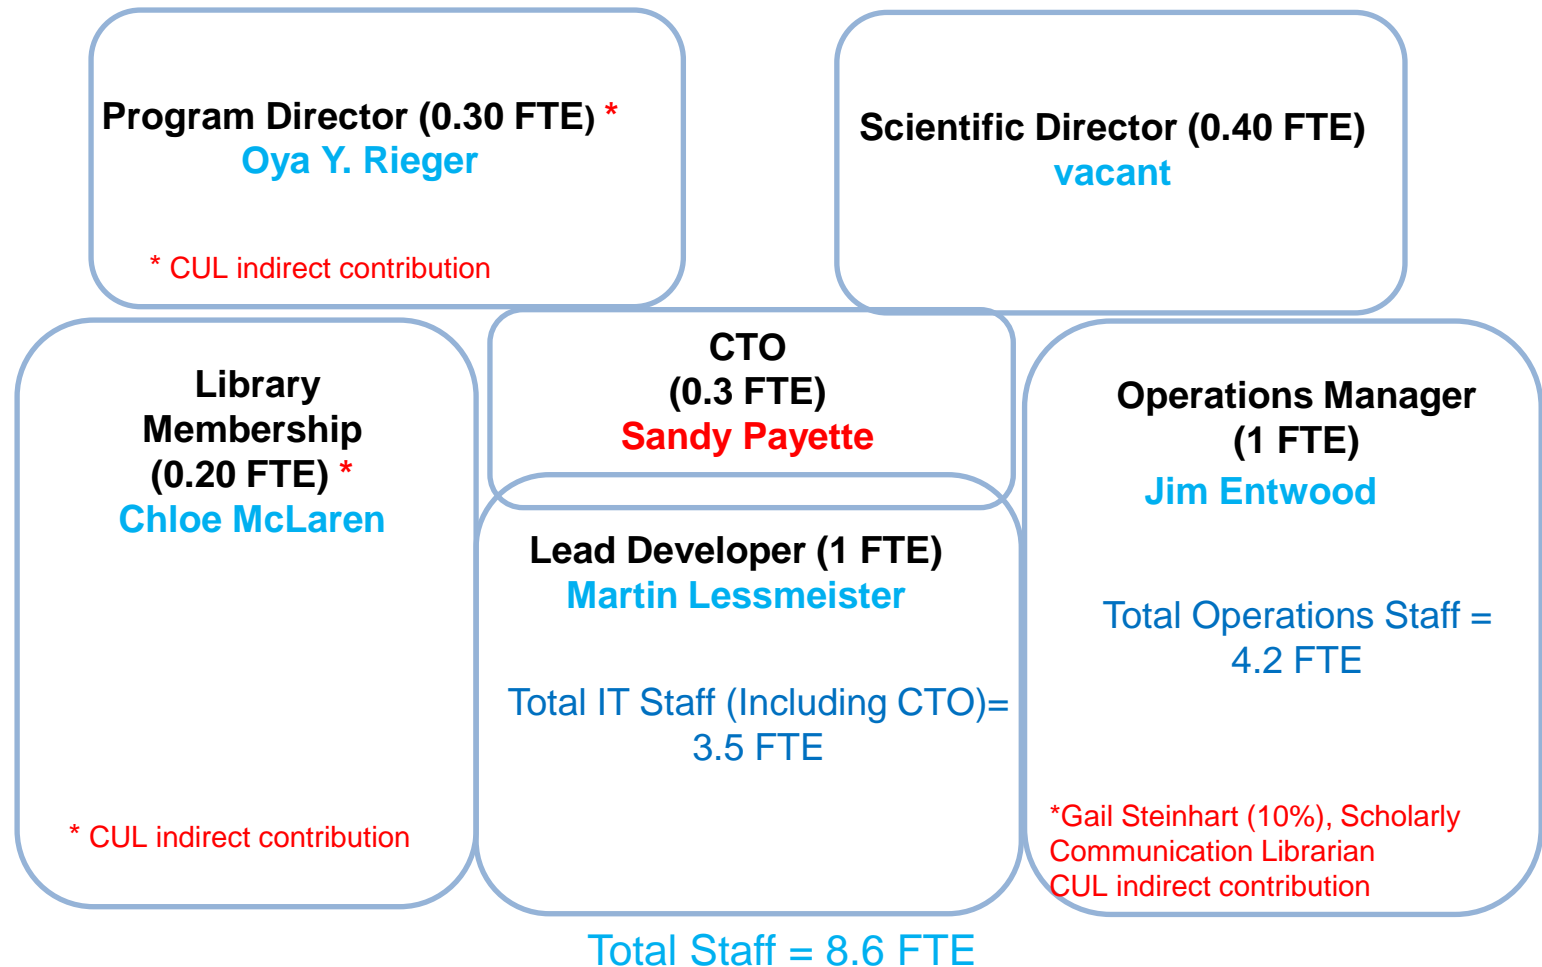 Program Director (0.30 FTE) *
Oya Y. Rieger
* CUL indirect contribution
Scientific Director (0.40 FTE)
vacant
Library
Membership
(0.20 FTE) *
Chloe McLaren
* CUL indirect contribution
CTO
(0.3 FTE)
Sandy Payette
Lead Developer (1 FTE)
Martin Lessmeister
Total IT Staff (Including CTO)=
3.5 FTE
Operations Manager
(1 FTE)
Jim Entwood
Total Operations Staff =
4.2 FTE
*Gail Steinhart (10%), Scholarly
Communication Librarian
CUL indirect contribution
Total Staff = 8.6 FTE